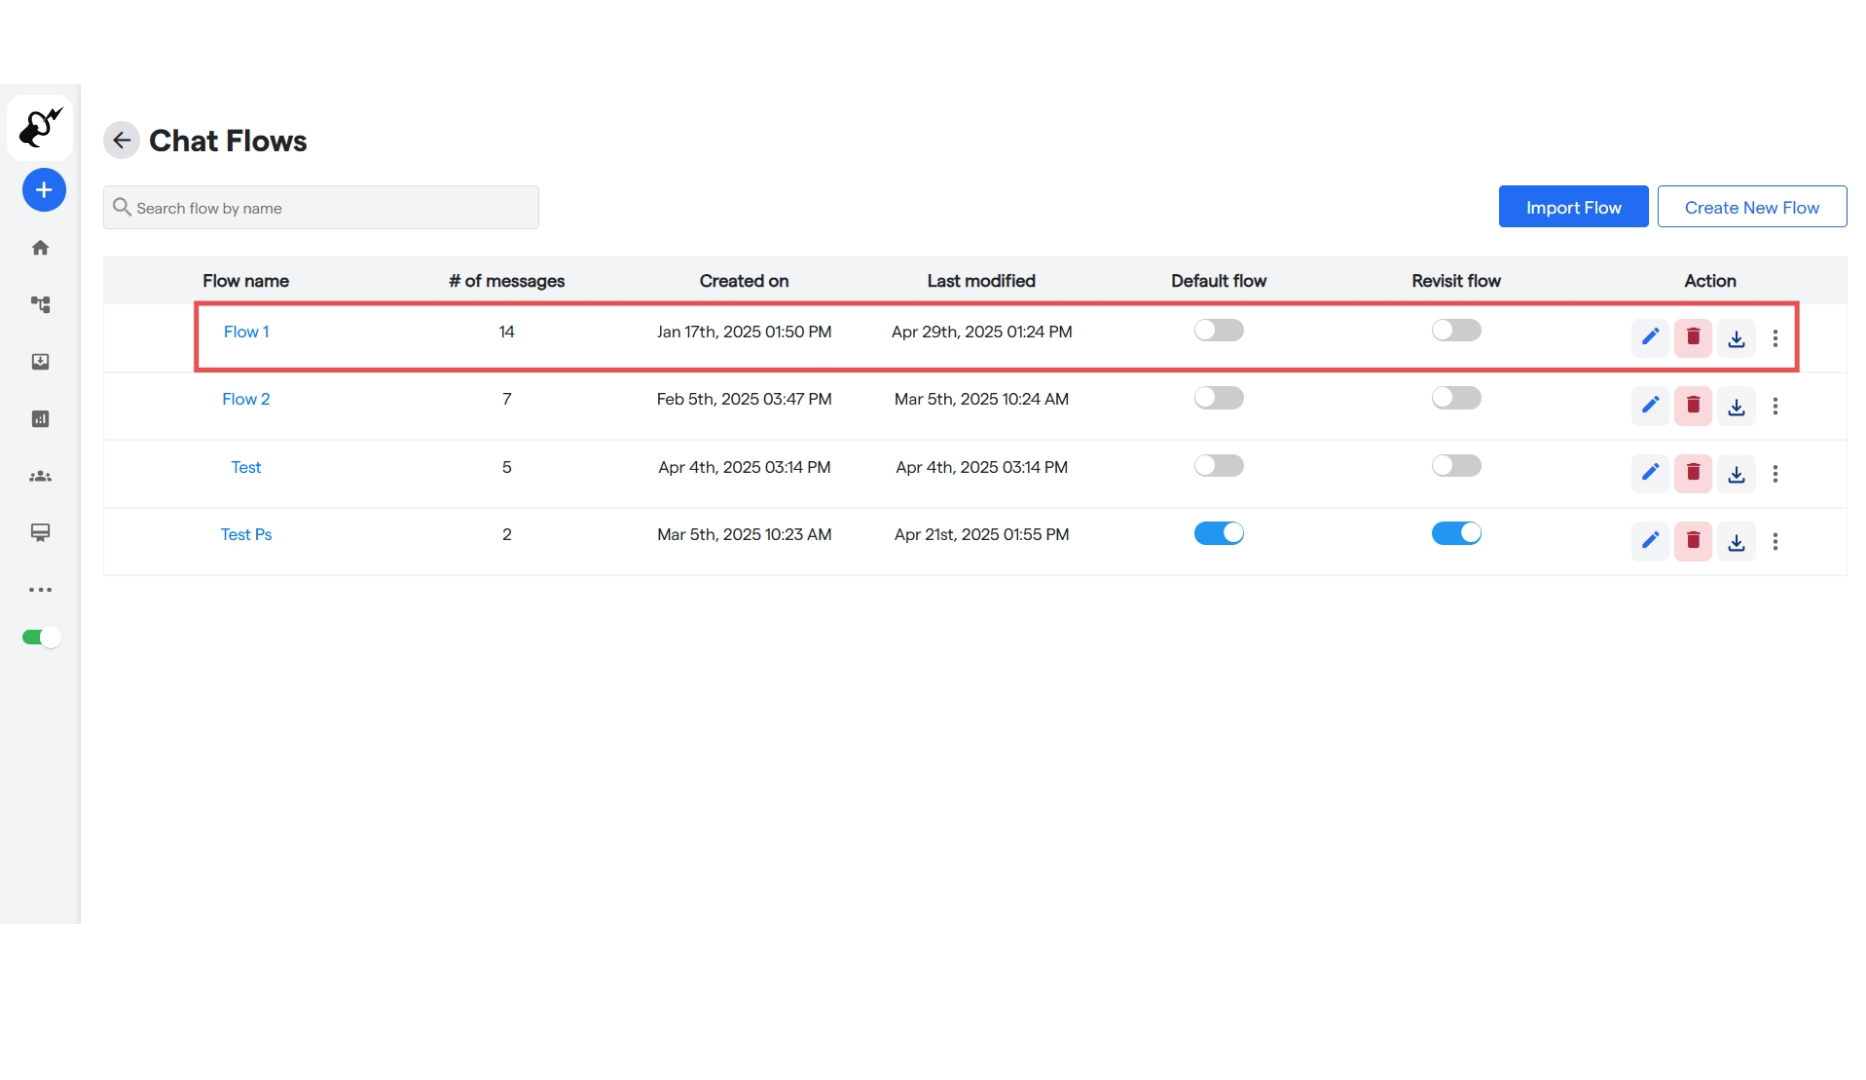 Chat Flows
Search flow by name
Import Flow
Create New Flow
Flow name # of messages Created on Last modified Default flow Revisit flow Action
Flow 1 14 Jan 17th, 2025 01:50 PM Apr 29th, 2025 01:24 PM
Flow 2 7 Feb 5th, 2025 03:47 PM Mar 5th, 2025 10:24 AM
Test 5 Apr 4th, 2025 03:14 PM Apr 4th, 2025 03:14 PM
Test Ps 2 Mar 5th, 2025 10:23 AM Apr 21st, 2025 01:55 PM